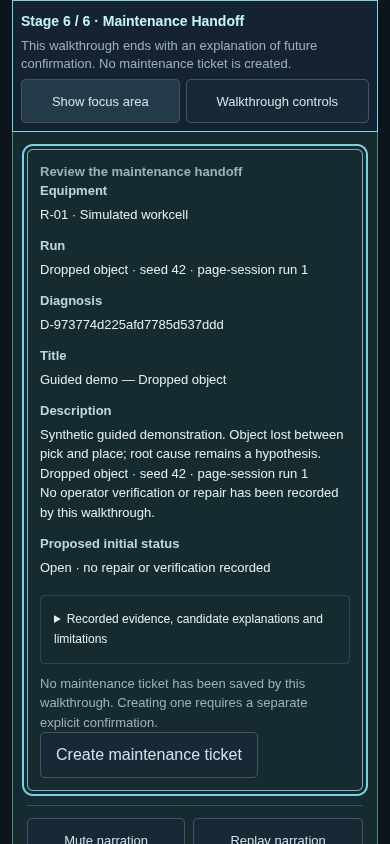 Stage 6 / 6 · Maintenance Handoff
This walkthrough ends with an explanation of future
confirmation. No maintenance ticket is created.
Show focus area
Walkthrough controls
Review the maintenance handoff
Equipment
R-01 · Simulated workcell
Run
Dropped object · seed 42 · page-session run 1
Diagnosis
D-973774d225afd7785d537ddd
Title
Guided demo — Dropped object
Description
Synthetic guided demonstration. Object lost between
pick and place; root cause remains a hypothesis.
Dropped object · seed 42 · page-session run 1
No operator verification or repair has been recorded
by this walkthrough.
Proposed initial status
Open · no repair or verification recorded
Recorded evidence, candidate explanations and
limitations
No maintenance ticket has been saved by this
walkthrough. Creating one requires a separate
explicit confirmation.
Create maintenance ticket
Mute narration
Replay narration